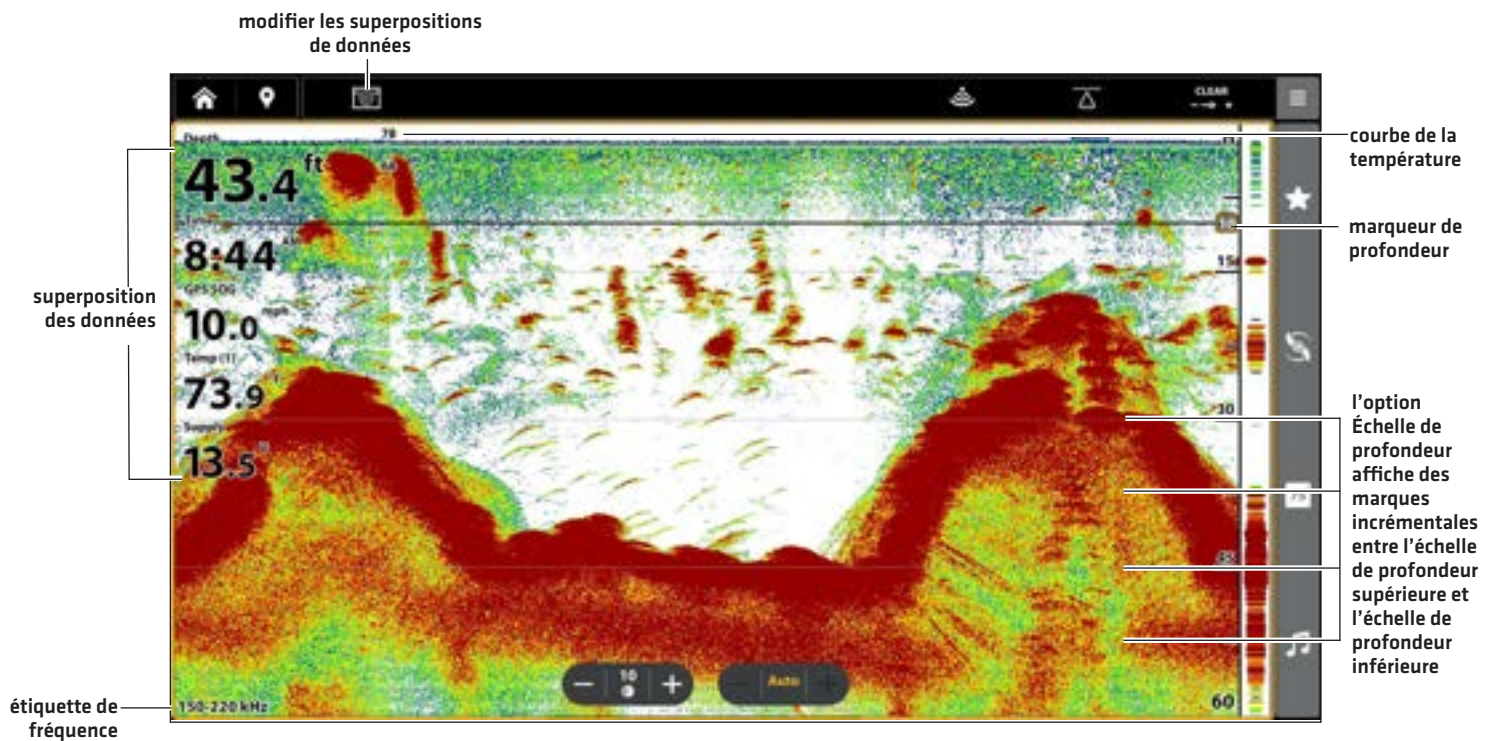 modifier les superpositions
de données
CLEAR
Depth
78
43.4 ft
8:44
GPS SOG
10.0 mph
Temp (1)
73.9
Supply
13.5
superposition
des données
courbe de la
température
marqueur de
profondeur
15
30
45
60
l'option
Échelle de
profondeur
affiche des
marques
incrémentales
entre l'échelle
de profondeur
supérieure et
l'échelle de
profondeur
inférieure
10
Auto
150-220 kHz
étiquette de
fréquence